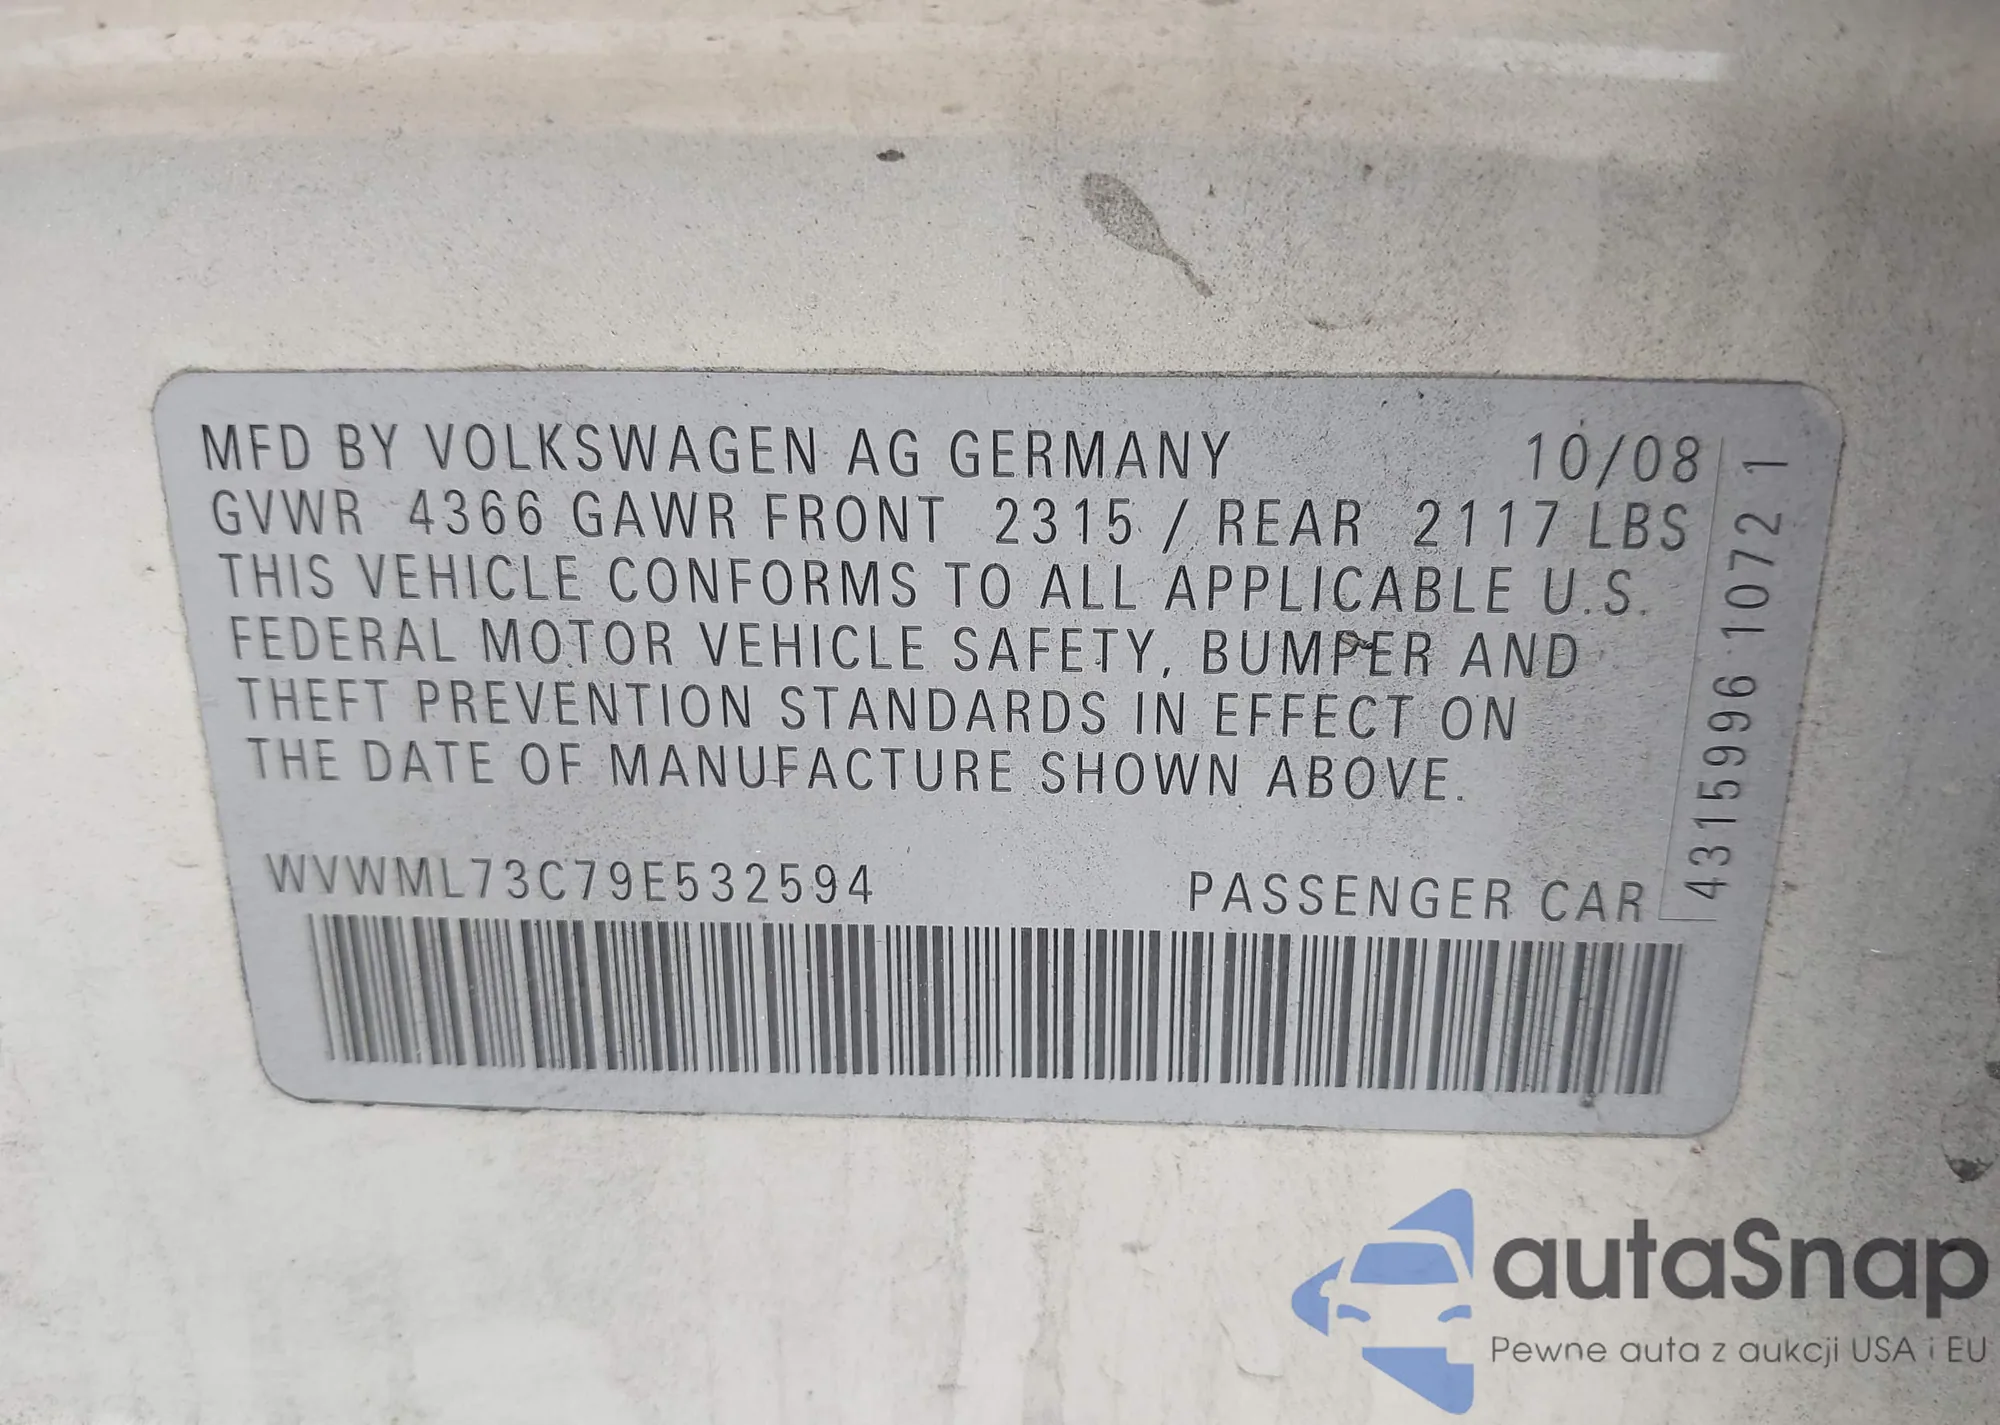 MFD BY VOLKSWAGEN AG GERMANY 10/08
GVWR 4366 GAWR FRONT 2315 / REAR 2117 LBS
THIS VEHICLE CONFORMS TO ALL APPLICABLE U.S.
FEDERAL MOTOR VEHICLE SAFETY, BUMPER AND
THEFT PREVENTION STANDARDS IN EFFECT ON
THE DATE OF MANUFACTURE SHOWN ABOVE.
WVWML73C79E532594 PASSENGER CAR
4315996 1072 1
autaSnap
Pewne auta z aukcji USA i EU